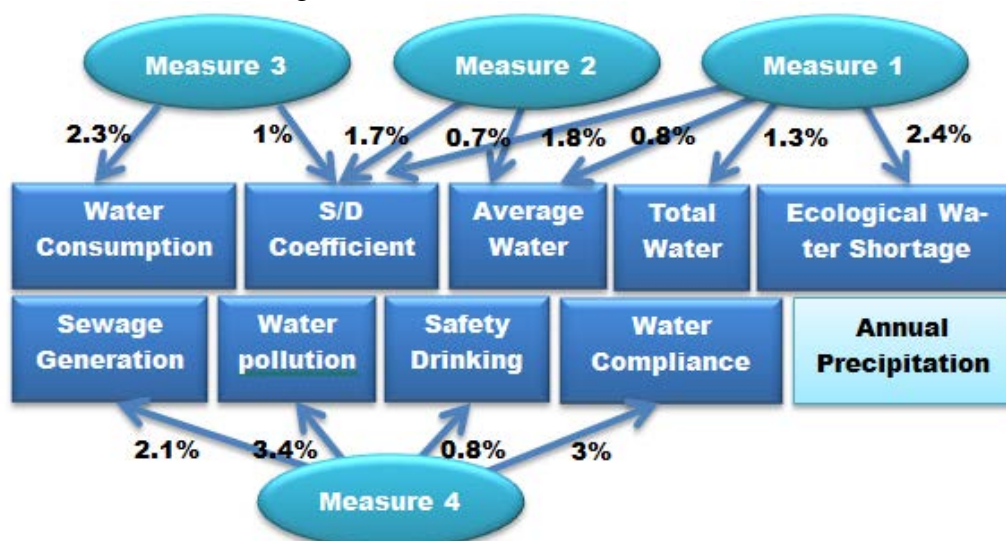 Measure 3
Measure 2
Measure 1
2.3%
1%
1.7%
0.7%
1.8%
0.8%
1.3%
2.4%
Water
Consumption
S/D
Coefficient
Average
Water
Total
Water
Ecological Wa-
ter Shortage
Sewage
Generation
Water
pollution
Safety
Drinking
Water
Compliance
Annual
Precipitation
2.1%
3.4%
0.8%
3%
Measure 4